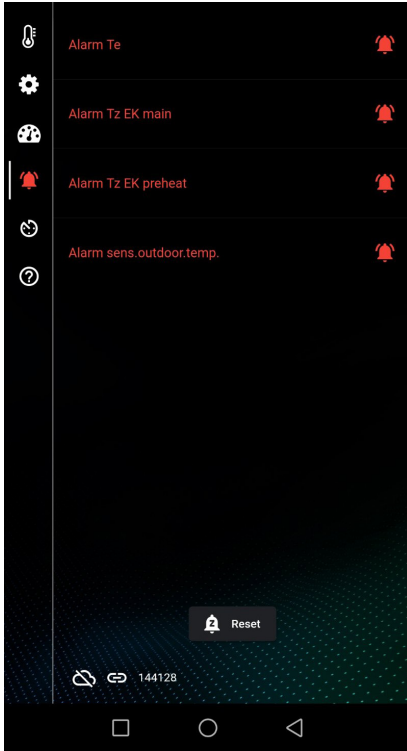 Alarm Te
Alarm Tz EK main
Alarm Tz EK preheat
Alarm sens.outdoor.temp.
Reset
144128